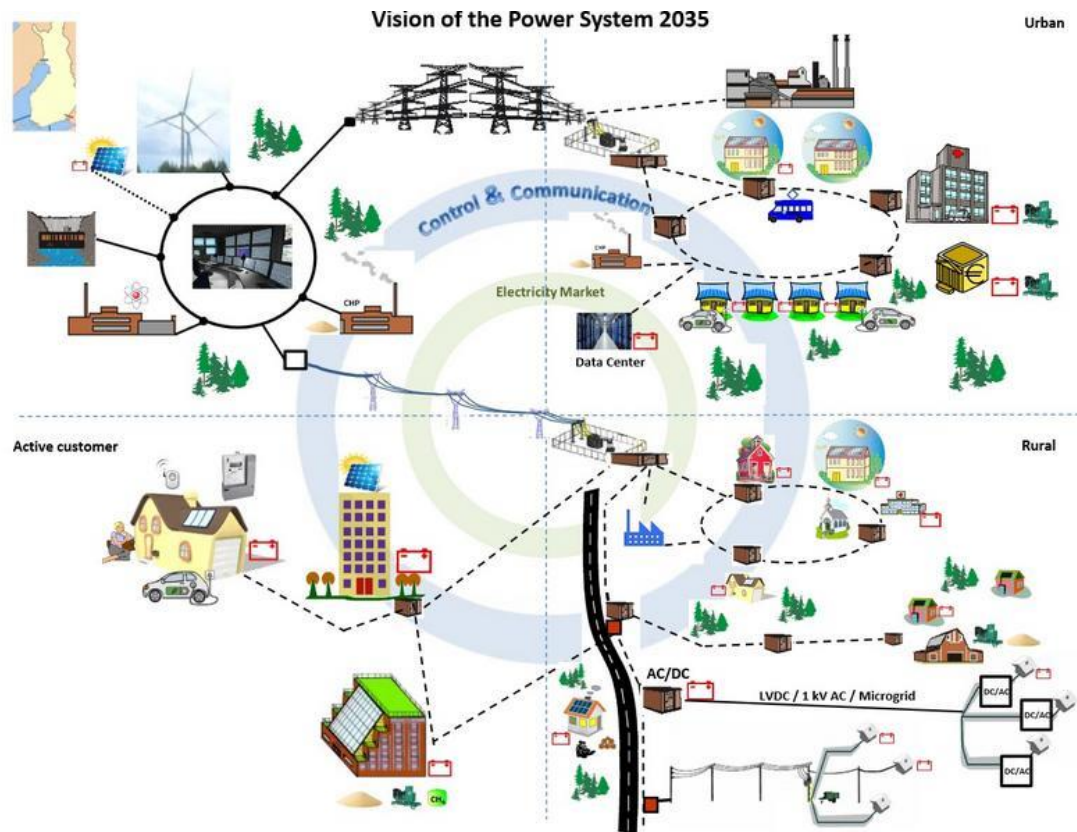 Vision of the Power System 2035
Urban
Control & Communication
CHP
Electricity Market
CHP
€
Data Center
Active customer
Rural
AC/DC
LVDC / 1 kV AC / Microgrid
DC/AC
DC/AC
DC/AC
CH₄